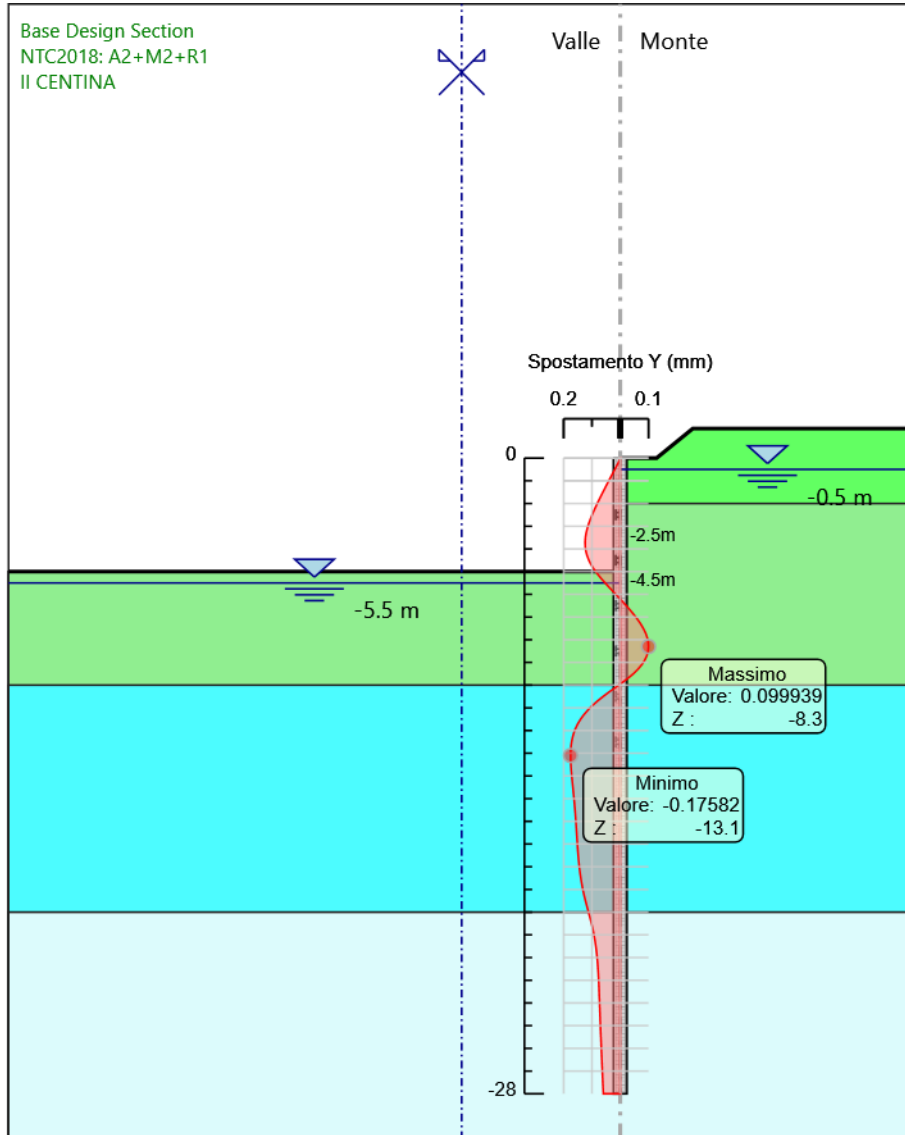 Base Design Section
NTC2018: A2+M2+R1
II CENTINA
Valle
Monte
Spostamento Y (mm)
0.2
0.1
0
-0.5 m
-2.5m
-4.5m
-5.5 m
Massimo
Valore: 0.099939
Z : -8.3
Minimo
Valore: -0.17582
Z : -13.1
-28